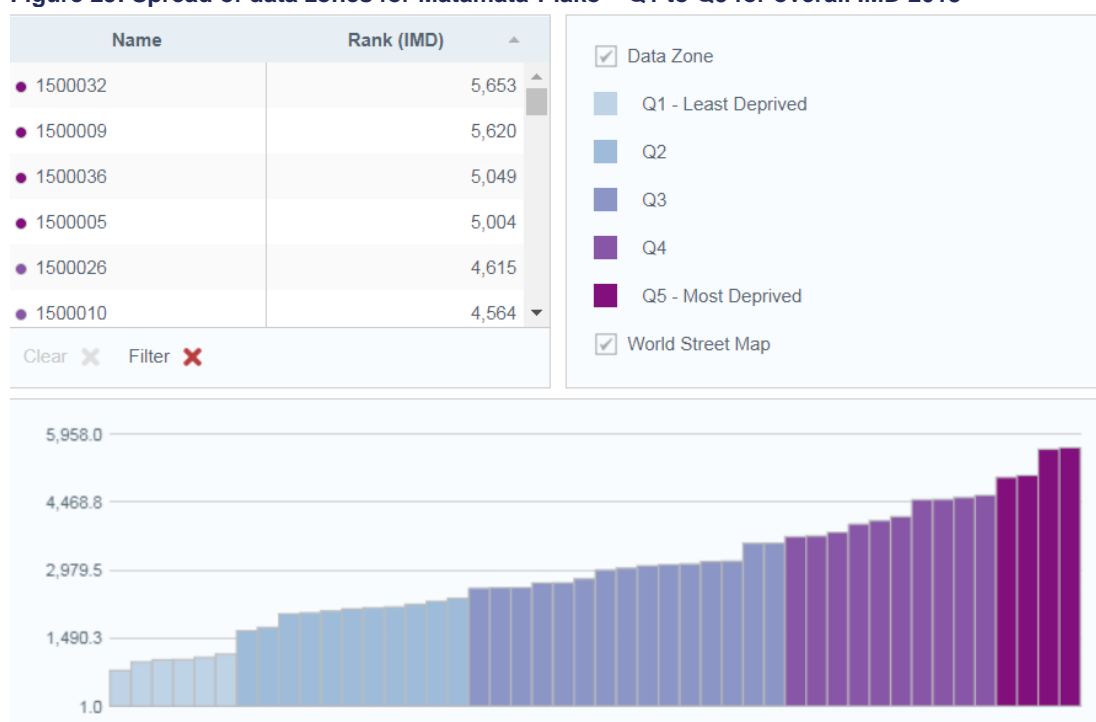 Name Rank (IMD)
1500032 5,653
1500009 5,620
1500036 5,049
1500005 5,004
1500026 4,615
1500010 4,564
Clear Filter
Data Zone
Q1 - Least Deprived
Q2
Q3
Q4
Q5 - Most Deprived
World Street Map
5,958.0
4,468.8
2,979.5
1,490.3
1.0